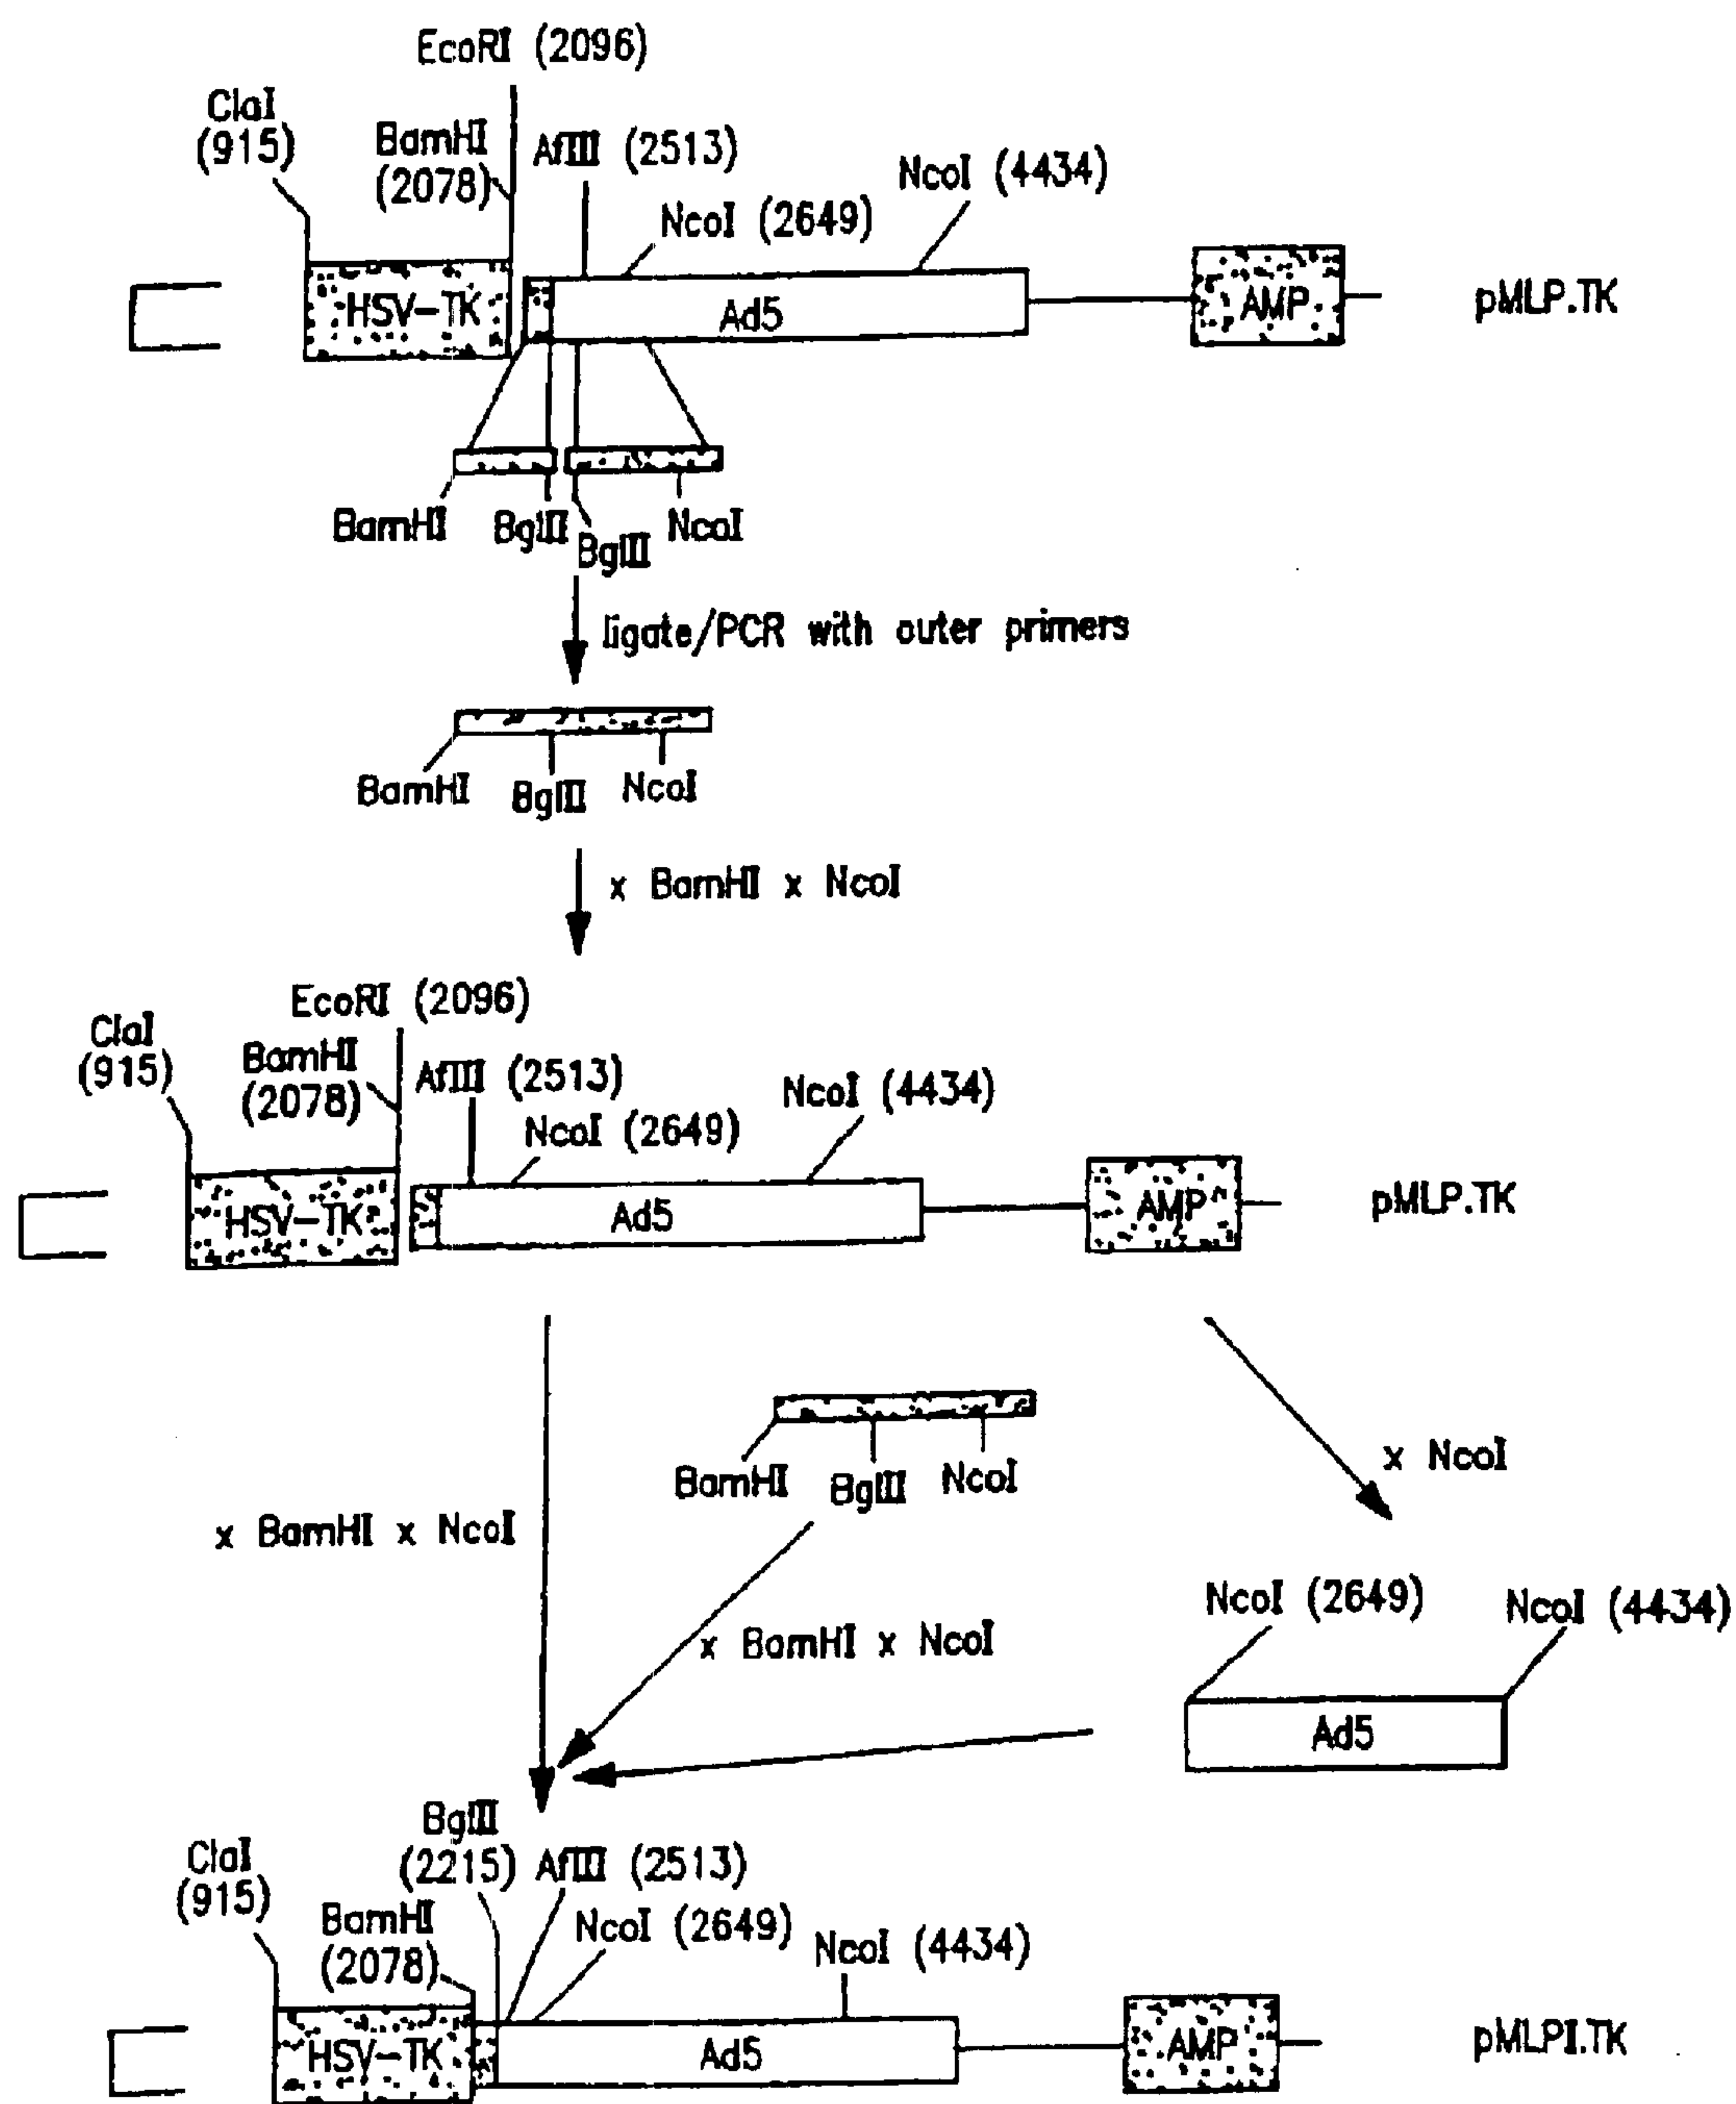 EcoRI (2096)
ClaI
(915)
BamHI
(2078)
AflII (2513)
NcoI (2649)
NcoI (4434)
HSV-TK
Ad5
AMP
pMLP.TK
BamHI
BglII
BglII
NcoI
ligate/PCR with outer primers
BamHI
BglII
NcoI
x BamHI x NcoI
EcoRI (2096)
ClaI
(915)
BamHI
(2078)
AflII (2513)
NcoI (2649)
NcoI (4434)
HSV-TK
Ad5
AMP
pMLP.TK
BamHI
BglII
NcoI
x NcoI
x BamHI x NcoI
x BamHI x NcoI
NcoI (2649)
NcoI (4434)
Ad5
BglII
(2215)
ClaI
(915)
AflII (2513)
BamHI
(2078)
NcoI (2649)
NcoI (4434)
HSV-TK
Ad5
AMP
pMLPI.TK